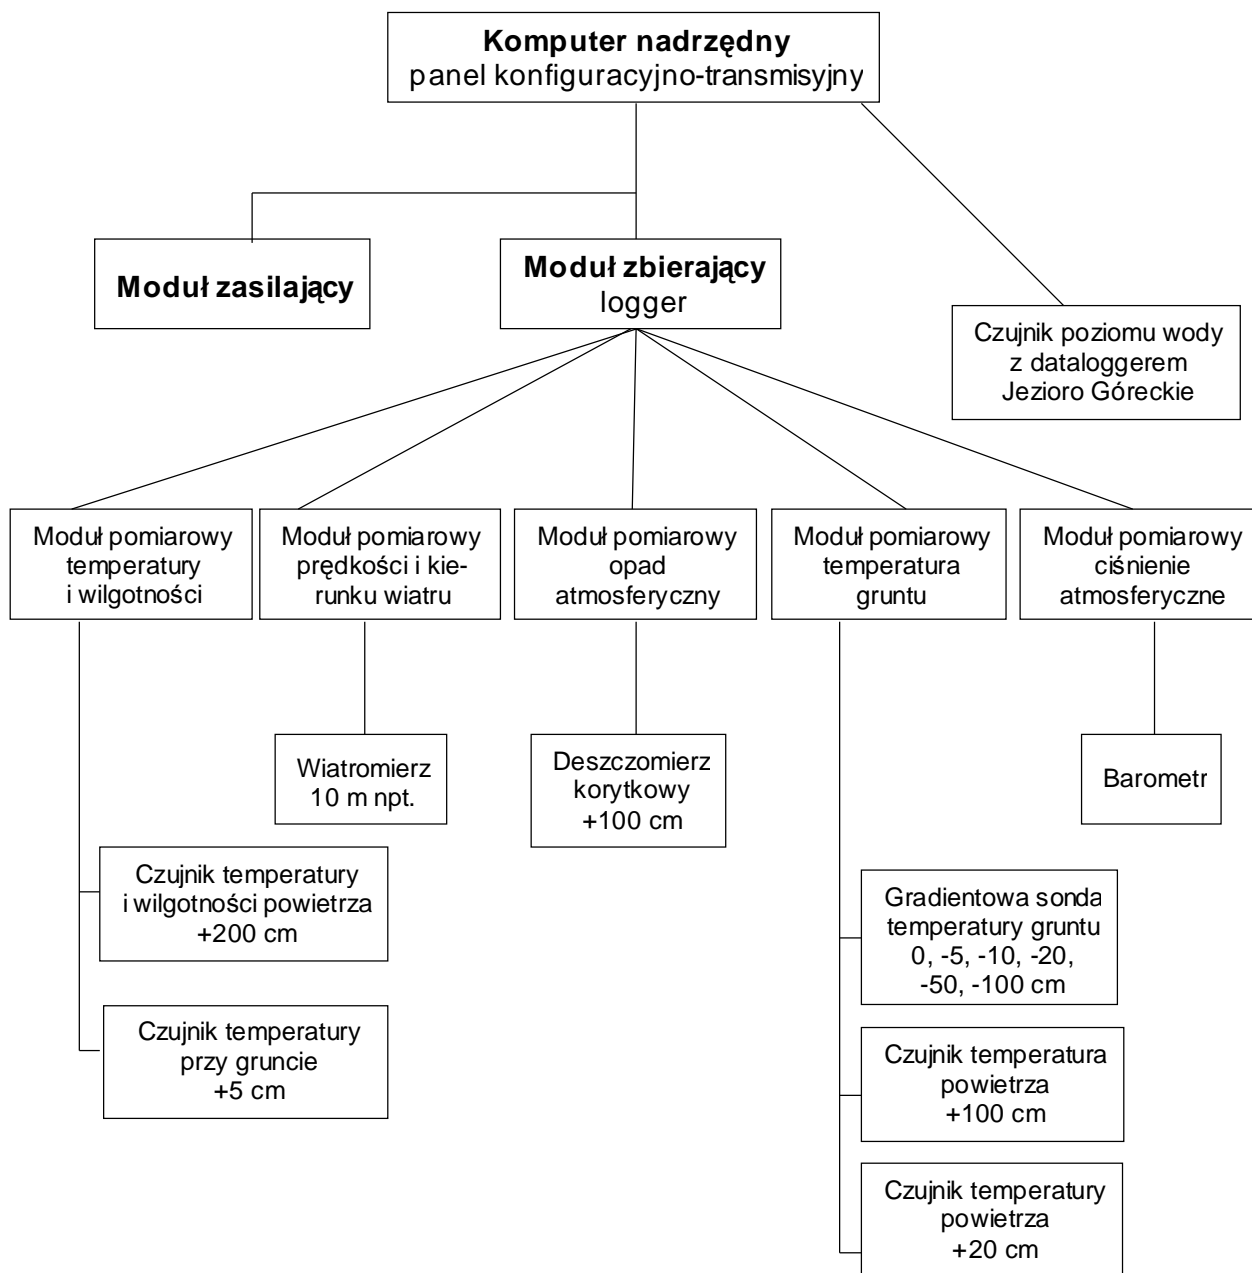 Komputer nadrzędny
panel konfiguracyjno-transmisyjny
Moduł zasilający
Moduł zbierający
logger
Czujnik poziomu wody
z dataloggerem
Jezioro Góreckie
Moduł pomiarowy
temperatury
i wilgotności
Moduł pomiarowy
prędkości i kie-
runku wiatru
Moduł pomiarowy
opad
atmosferyczny
Moduł pomiarowy
temperatura
gruntu
Moduł pomiarowy
ciśnienie
atmosferyczne
Wiatromierz
10 m npt.
Deszczomierz
korytkowy
+100 cm
Barometr
Czujnik temperatury
i wilgotności powietrza
+200 cm
Czujnik temperatury
przy gruncie
+5 cm
Gradientowa sonda
temperatury gruntu
0, -5, -10, -20,
-50, -100 cm
Czujnik temperatura
powietrza
+100 cm
Czujnik temperatury
powietrza
+20 cm